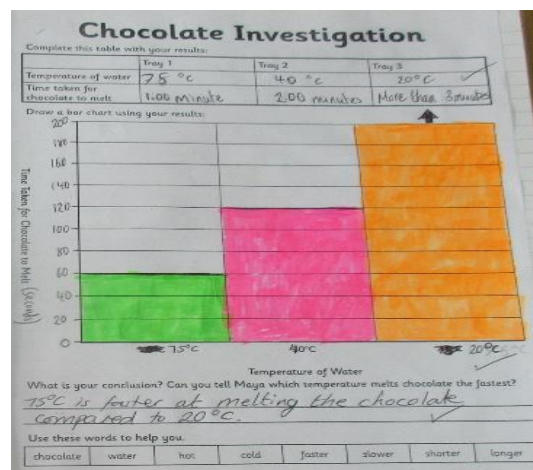 Chocolate Investigation
Complete this table with your results:
Tray 1 Tray 2 Tray 3
Temperature of water 75 °C 40 °C 20°C
Time taken for chocolate to melt 1.00 minute 2.00 minutes More than 3 minutes
Draw a bar chart using your results:
200
180
160
140
120
100
80
60
40
20
0
Time Taken for Chocolate to Melt (seconds)
75°C 40°C 20°C
Temperature of Water
What is your conclusion? Can you tell Maya which temperature melts chocolate the fastest?
75°C is faster at melting the chocolate
compared to 20°C.
Use these words to help you.
chocolate water hot cold faster slower shorter longer